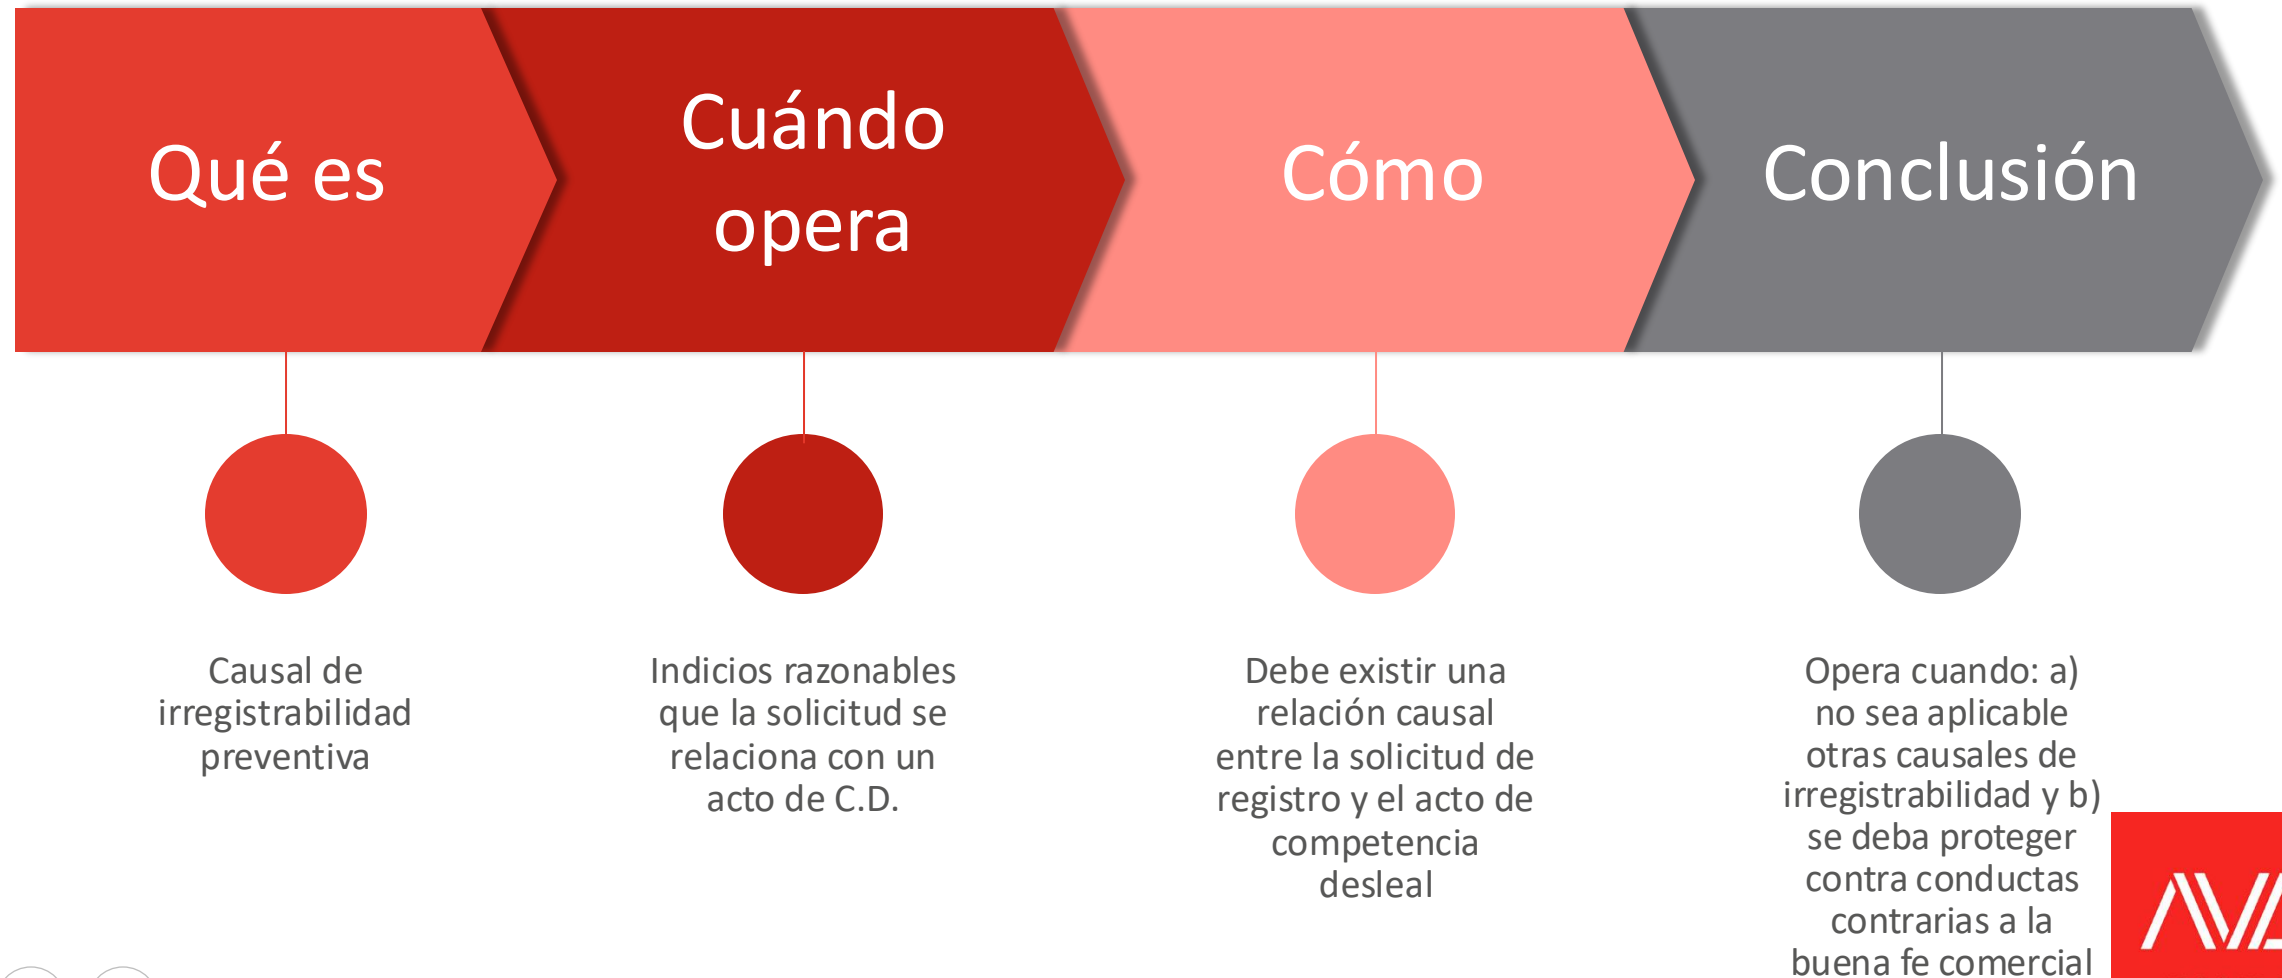 Qué es
Cuándo
opera
Cómo
Conclusión
Causal de
irregistrabilidad
preventiva
Indicios razonables
que la solicitud se
relaciona con un
acto de C.D.
Debe existir una
relación causal
entre la solicitud de
registro y el acto de
competencia
desleal
Opera cuando: a)
no sea aplicable
otras causales de
irregistrabilidad y b)
se deba proteger
contra conductas
contrarias a la
buena fe comercial